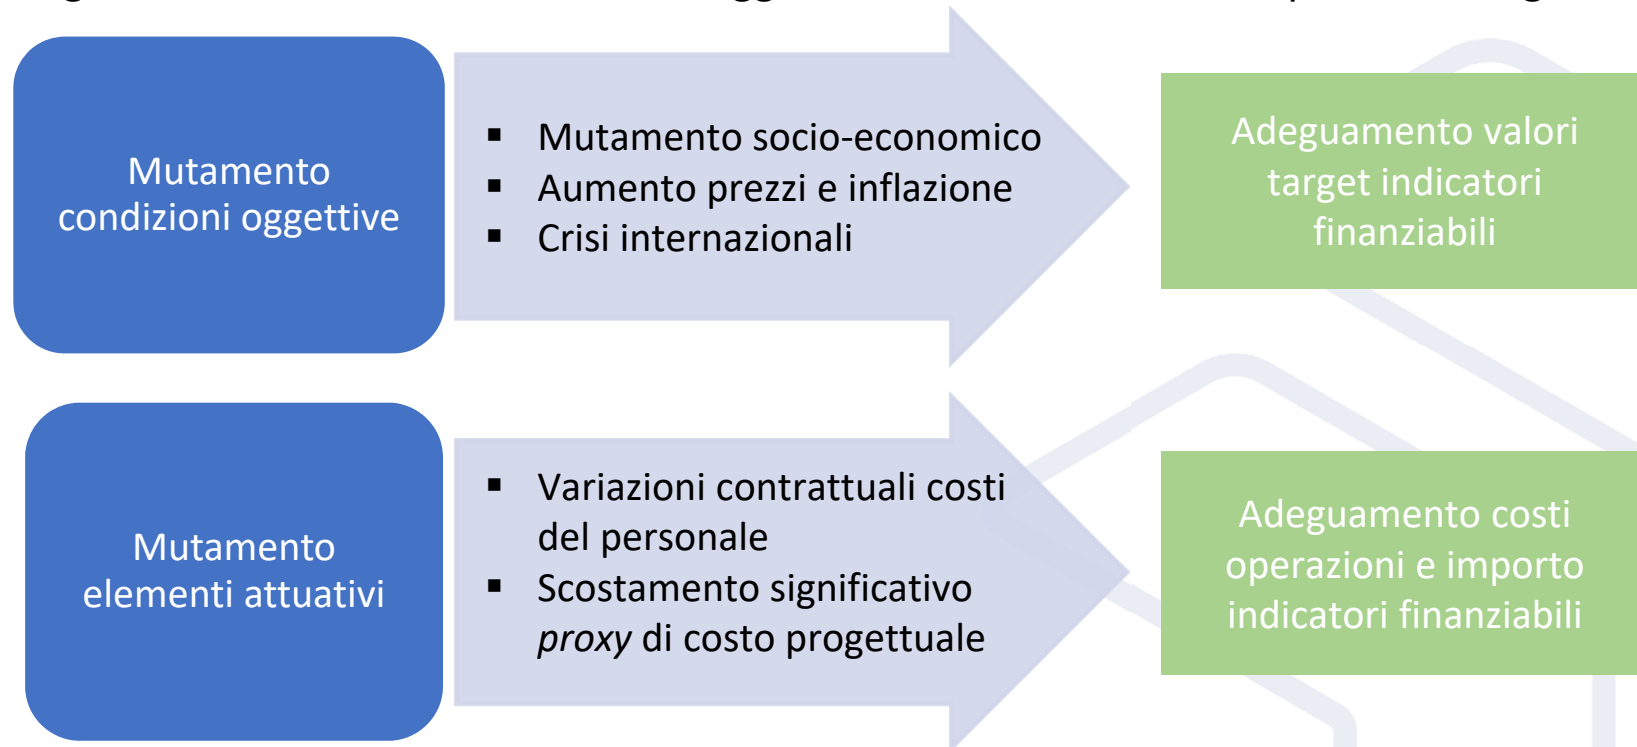 Mutamento
condizioni oggettive
▪ Mutamento socio-economico
▪ Aumento prezzi e inflazione
▪ Crisi internazionali
Adeguamento valori
target indicatori
finanziabili
Mutamento
elementi attuativi
▪ Variazioni contrattuali costi
del personale
▪ Scostamento significativo
proxy di costo progettuale
Adeguamento costi
operazioni e importo
indicatori finanziabili